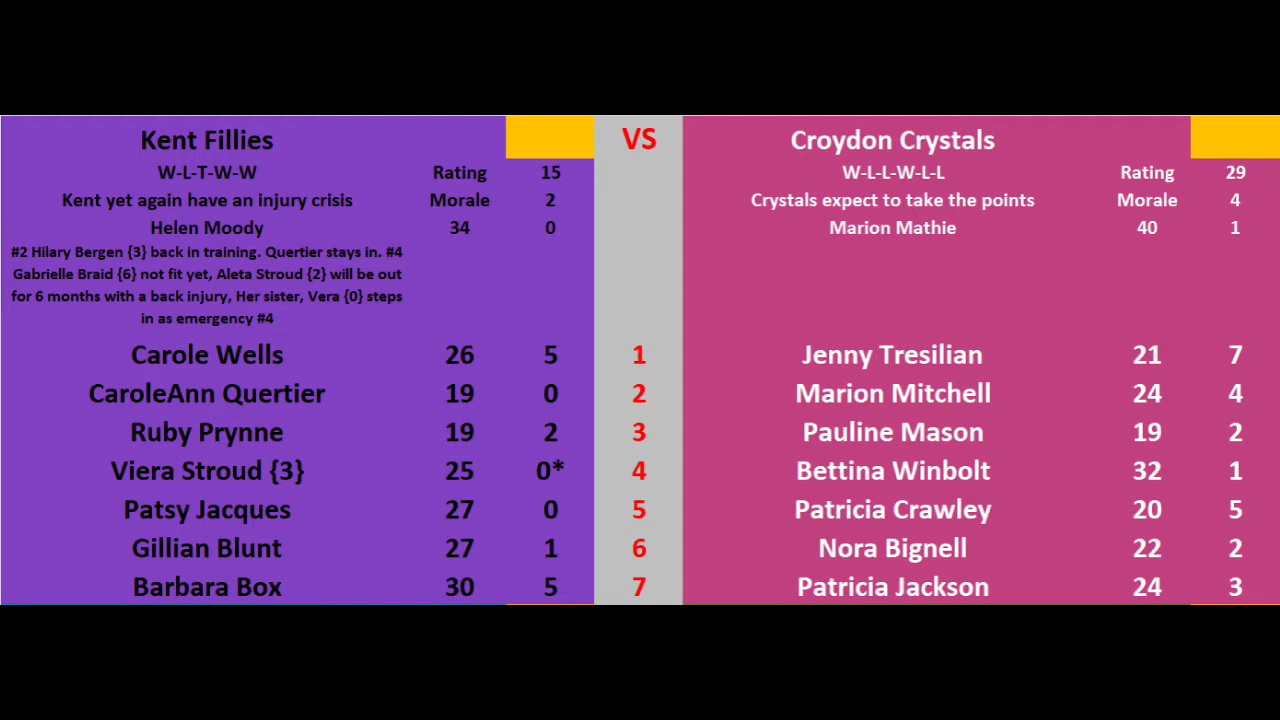 Kent Fillies VS Croydon Crystals
W-L-T-W-W Rating 15 W-L-L-W-L-L Rating 29
Kent yet again have an injury crisis Morale 2 Crystals expect to take the points Morale 4
Helen Moody 34 0 Marion Mathie 40 1
#2 Hilary Bergen {3} back in training. Quertier stays in. #4
Gabrielle Braid {6} not fit yet, Aleta Stroud {2} will be out
for 6 months with a back injury, Her sister, Vera {0} steps
in as emergency #4
Carole Wells 26 5 1 Jenny Tresilian 21 7
CaroleAnn Quertier 19 0 2 Marion Mitchell 24 4
Ruby Prynne 19 2 3 Pauline Mason 19 2
Viera Stroud {3} 25 0* 4 Bettina Winbolt 32 1
Patsy Jacques 27 0 5 Patricia Crawley 20 5
Gillian Blunt 27 1 6 Nora Bignell 22 2
Barbara Box 30 5 7 Patricia Jackson 24 3